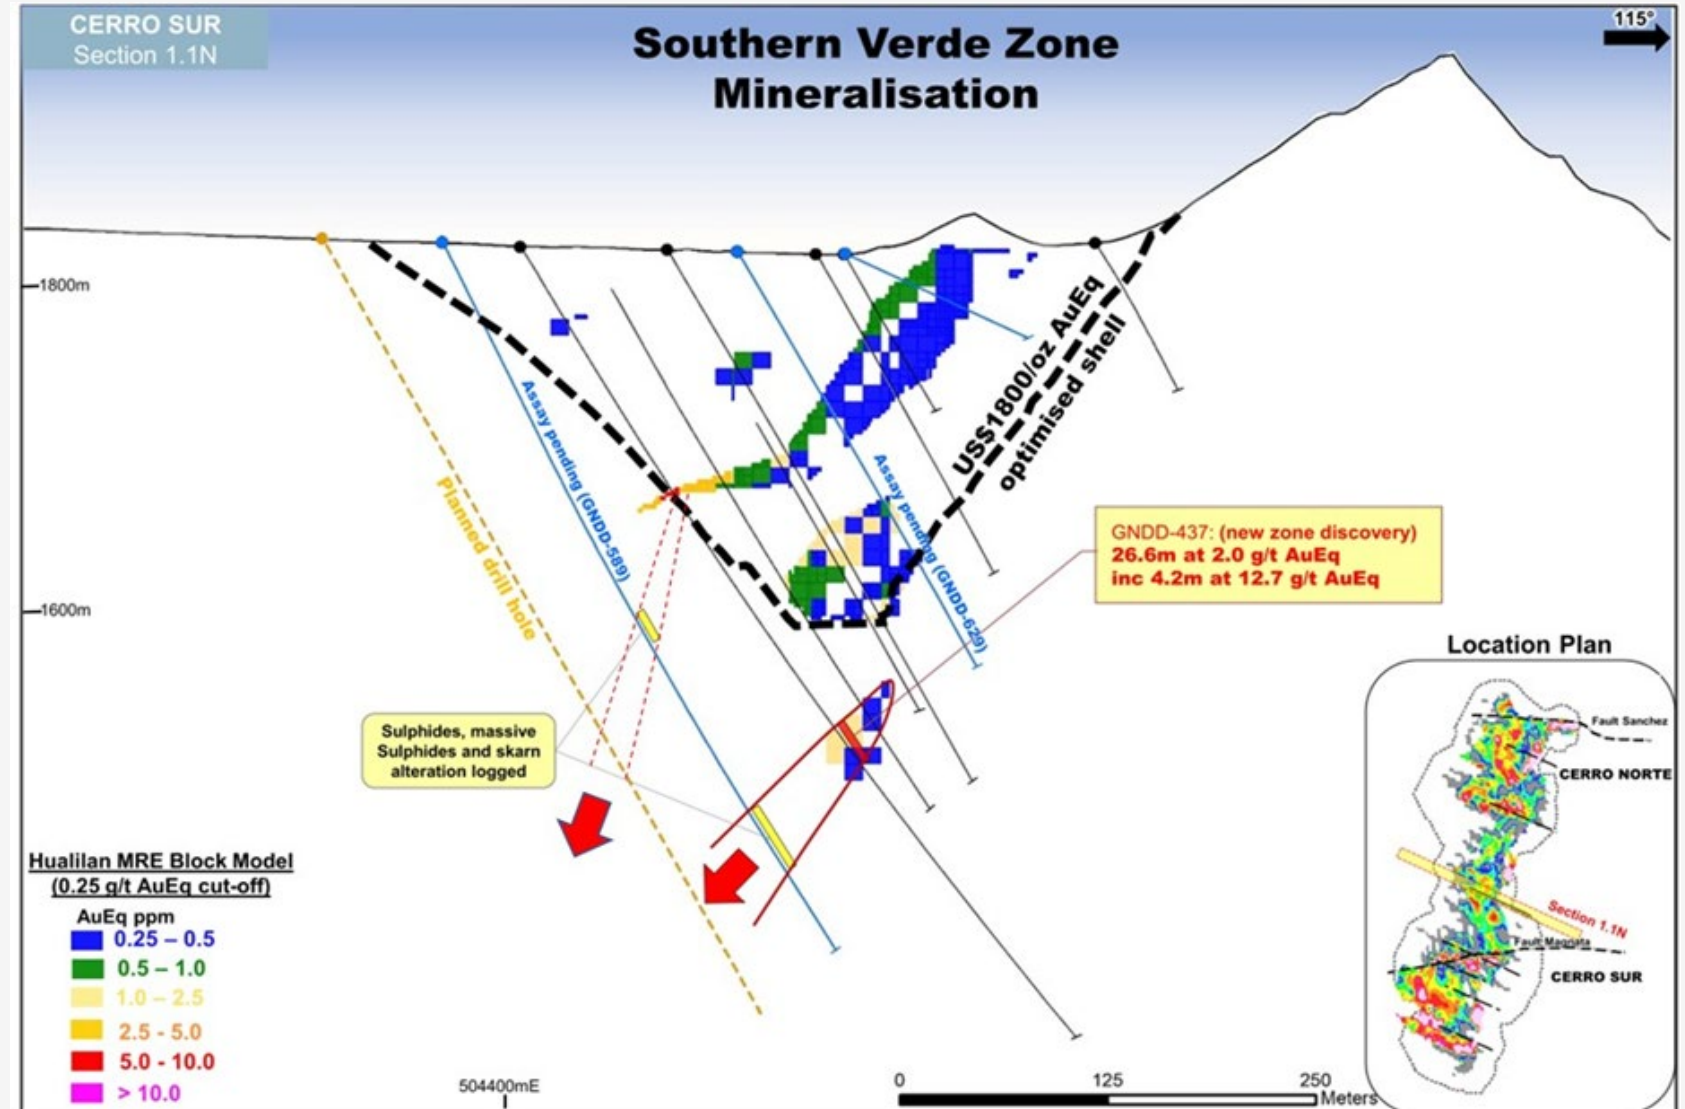 CERRO SUR
Section 1.1N
Southern Verde Zone
Mineralisation
115°
1800m
1600m
Planned drill hole
Assay pending (GNDD-589)
Assay pending (GNDD-629)
US$1800/oz AuEq
optimised shell
GNDD-437: (new zone discovery)
26.6m at 2.0 g/t AuEq
inc 4.2m at 12.7 g/t AuEq
Sulphides, massive
Sulphides and skarn
alteration logged
Hualilan MRE Block Model
(0.25 g/t AuEq cut-off)
AuEq ppm
0.25 – 0.5
0.5 – 1.0
1.0 – 2.5
2.5 - 5.0
5.0 - 10.0
> 10.0
504400mE
0 125 250
Meters
Location Plan
Fault Sanchez
CERRO NORTE
Section 1.1N
Fault Magnata
CERRO SUR